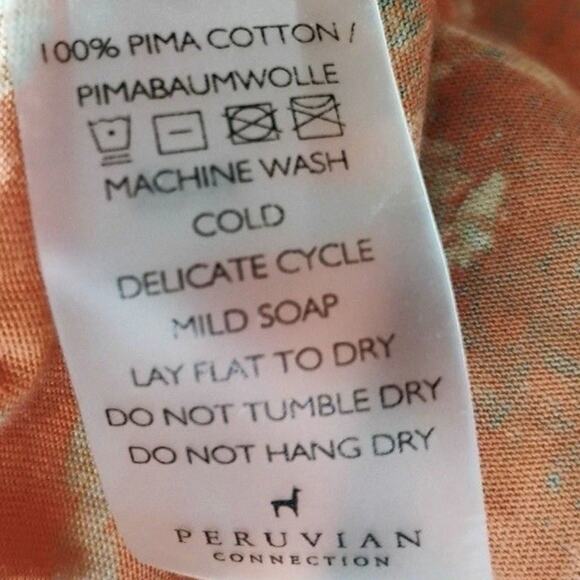 100% PIMA COTTON /
PIMABAUMWOLLE
MACHINE WASH
COLD
DELICATE CYCLE
MILD SOAP
LAY FLAT TO DRY
DO NOT TUMBLE DRY
DO NOT HANG DRY
PERUVIAN
CONNECTION